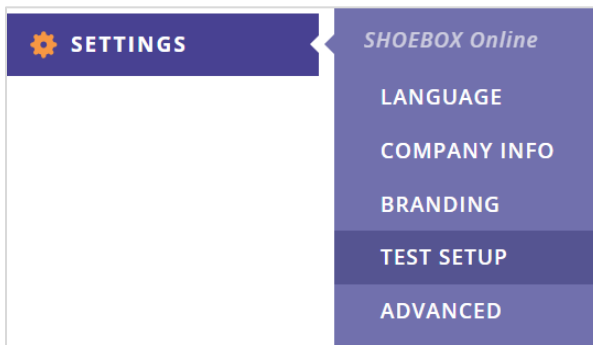 SETTINGS
SHOEBOX Online
LANGUAGE
COMPANY INFO
BRANDING
TEST SETUP
ADVANCED